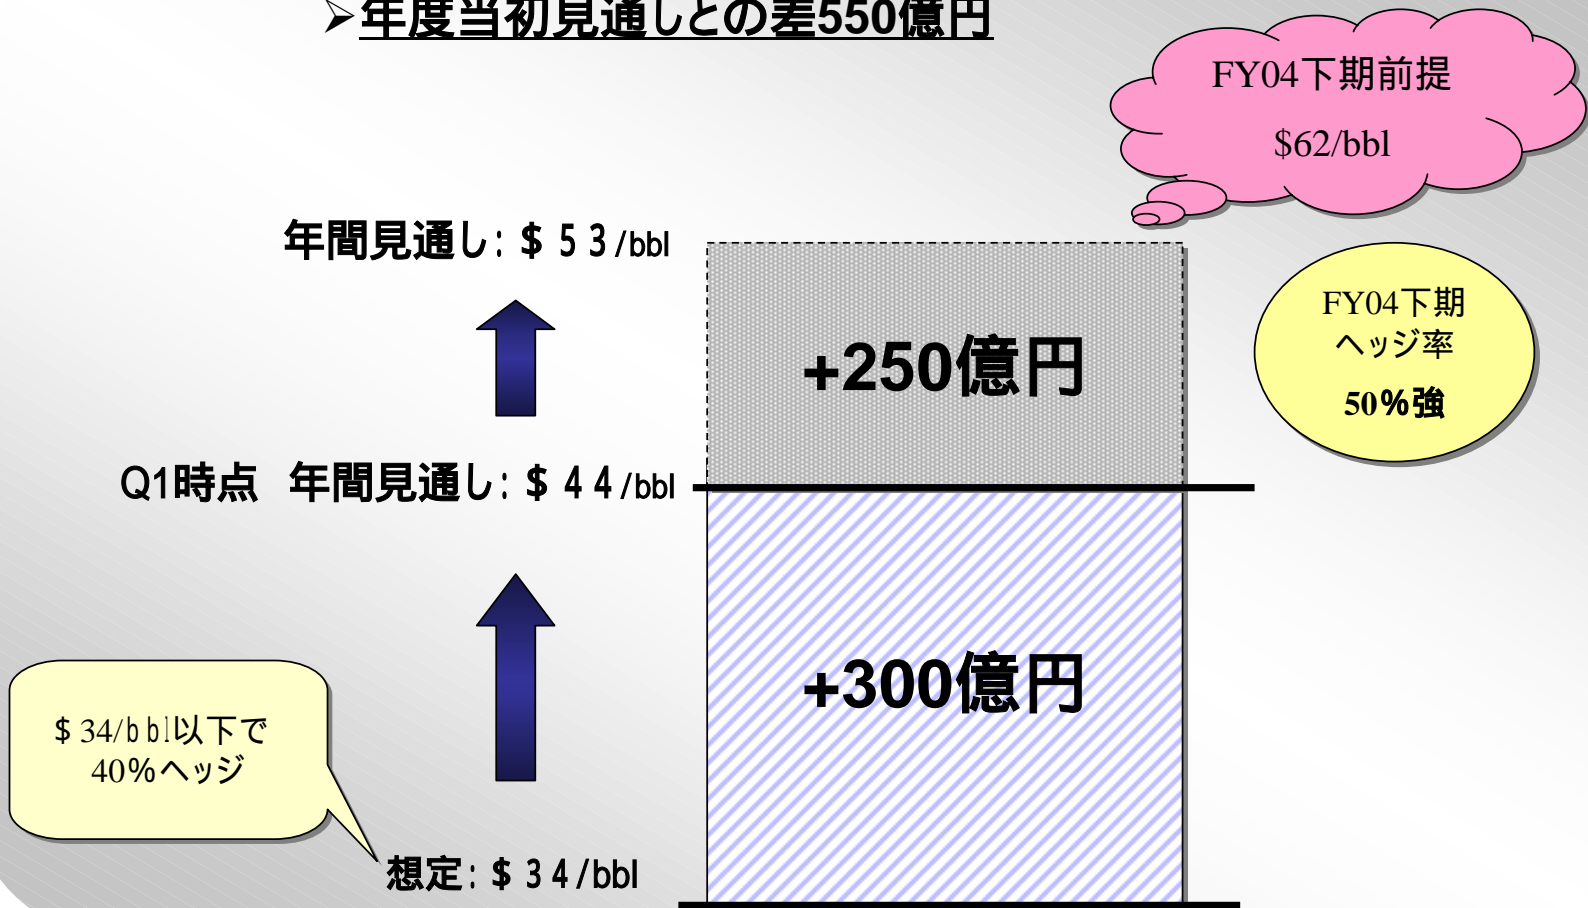 ➢年度当初見通しとの差550億円
FY04下期前提
$62/bbl
年間見通し:＄５３/bbl
+250億円
FY04下期
ヘッジ率
50%強
Q1時点　年間見通し:＄４４/bbl
+300億円
＄34/bbl以下で
40%ヘッジ
想定:＄３４/bbl